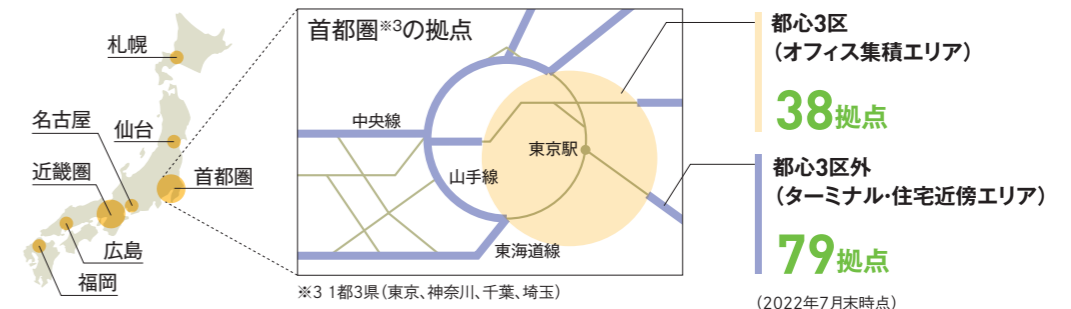 札幌
名古屋
仙台
近畿圏
首都圏
広島
福岡
首都圏※3の拠点
中央線
東京駅
山手線
東海道線
※3 1都3県（東京、神奈川、千葉、埼玉）
都心3区
（オフィス集積エリア）
38拠点
都心3区外
（ターミナル・住宅近傍エリア）
79拠点
（2022年7月末時点）